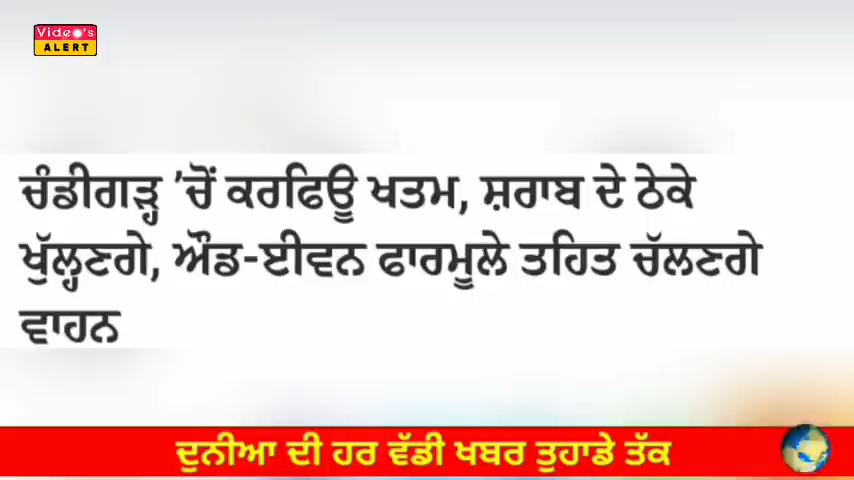 Video's
ALERT
ਚੰਡੀਗੜ੍ਹ ’ਚੋਂ ਕਰਫਿਊ ਖਤਮ, ਸ਼ਰਾਬ ਦੇ ਠੇਕੇ
ਖੁੱਲ੍ਹਣਗੇ, ਔਡ-ਈਵਨ ਫਾਰਮੂਲੇ ਤਹਿਤ ਚੱਲਣਗੇ
ਵਾਹਨ
ਦੁਨੀਆ ਦੀ ਹਰ ਵੱਡੀ ਖਬਰ ਤੁਹਾਡੇ ਤੱਕ